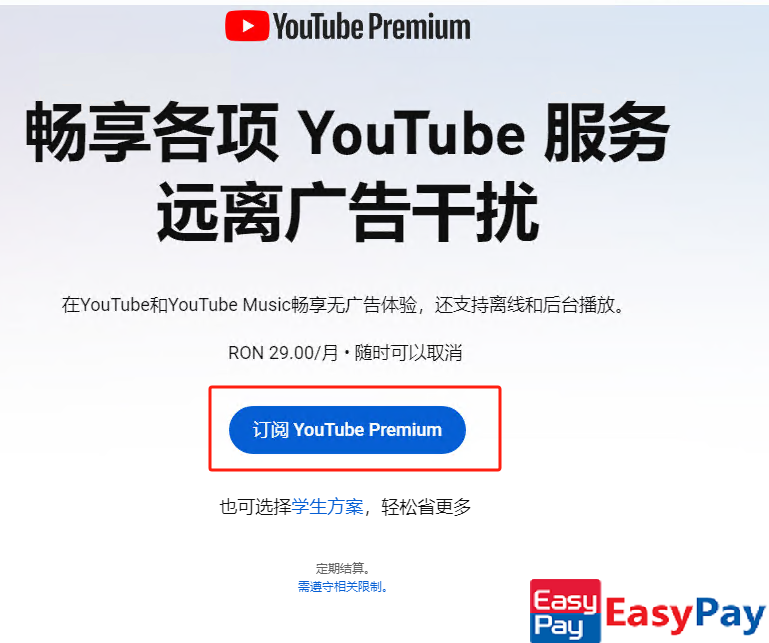 YouTube Premium
畅享各项 YouTube 服务
远离广告干扰
在YouTube和YouTube Music畅享无广告体验，还支持离线和后台播放。
RON 29.00/月 • 随时可以取消
订阅 YouTube Premium
也可选择学生方案，轻松省更多
定期结算。
需遵守相关限制。
Easy
Pay
EasyPay